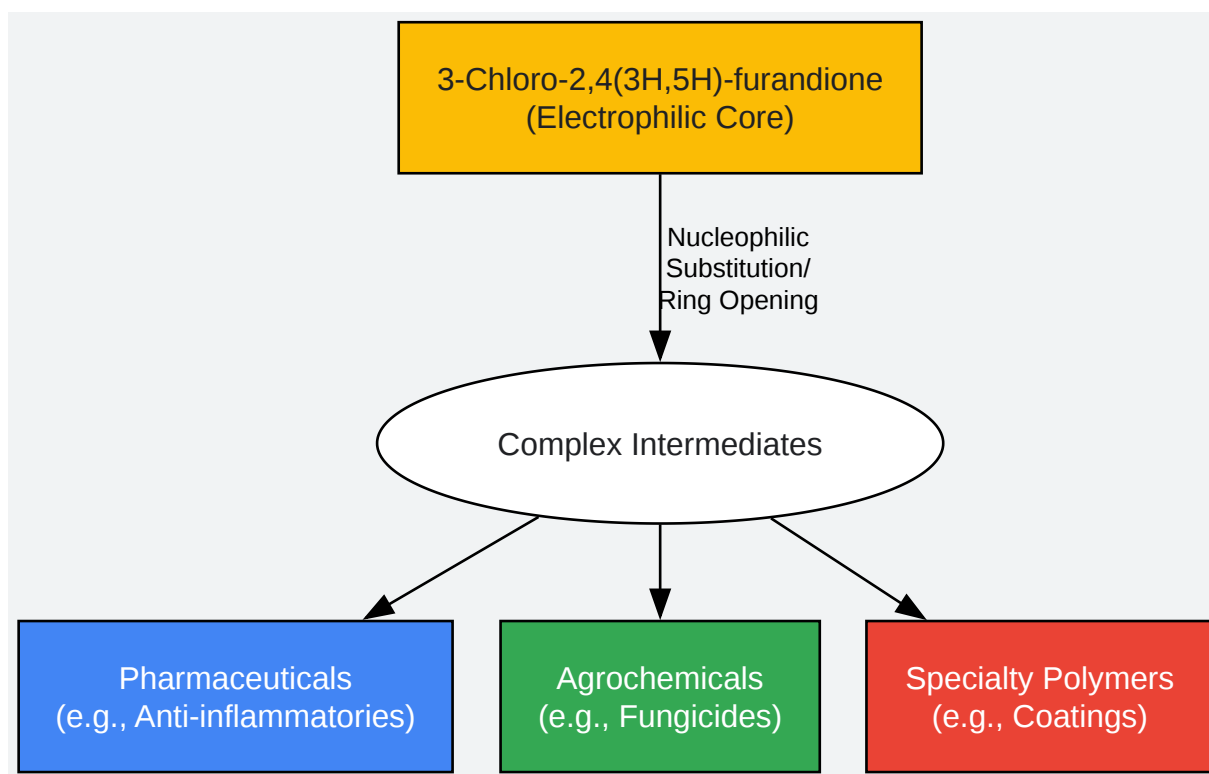 3-Chloro-2,4(3H,5H)-furandione
(Electrophilic Core)
Nucleophilic
Substitution/
Ring Opening
Complex Intermediates
Pharmaceuticals
(e.g., Anti-inflammatories)
Agrochemicals
(e.g., Fungicides)
Specialty Polymers
(e.g., Coatings)